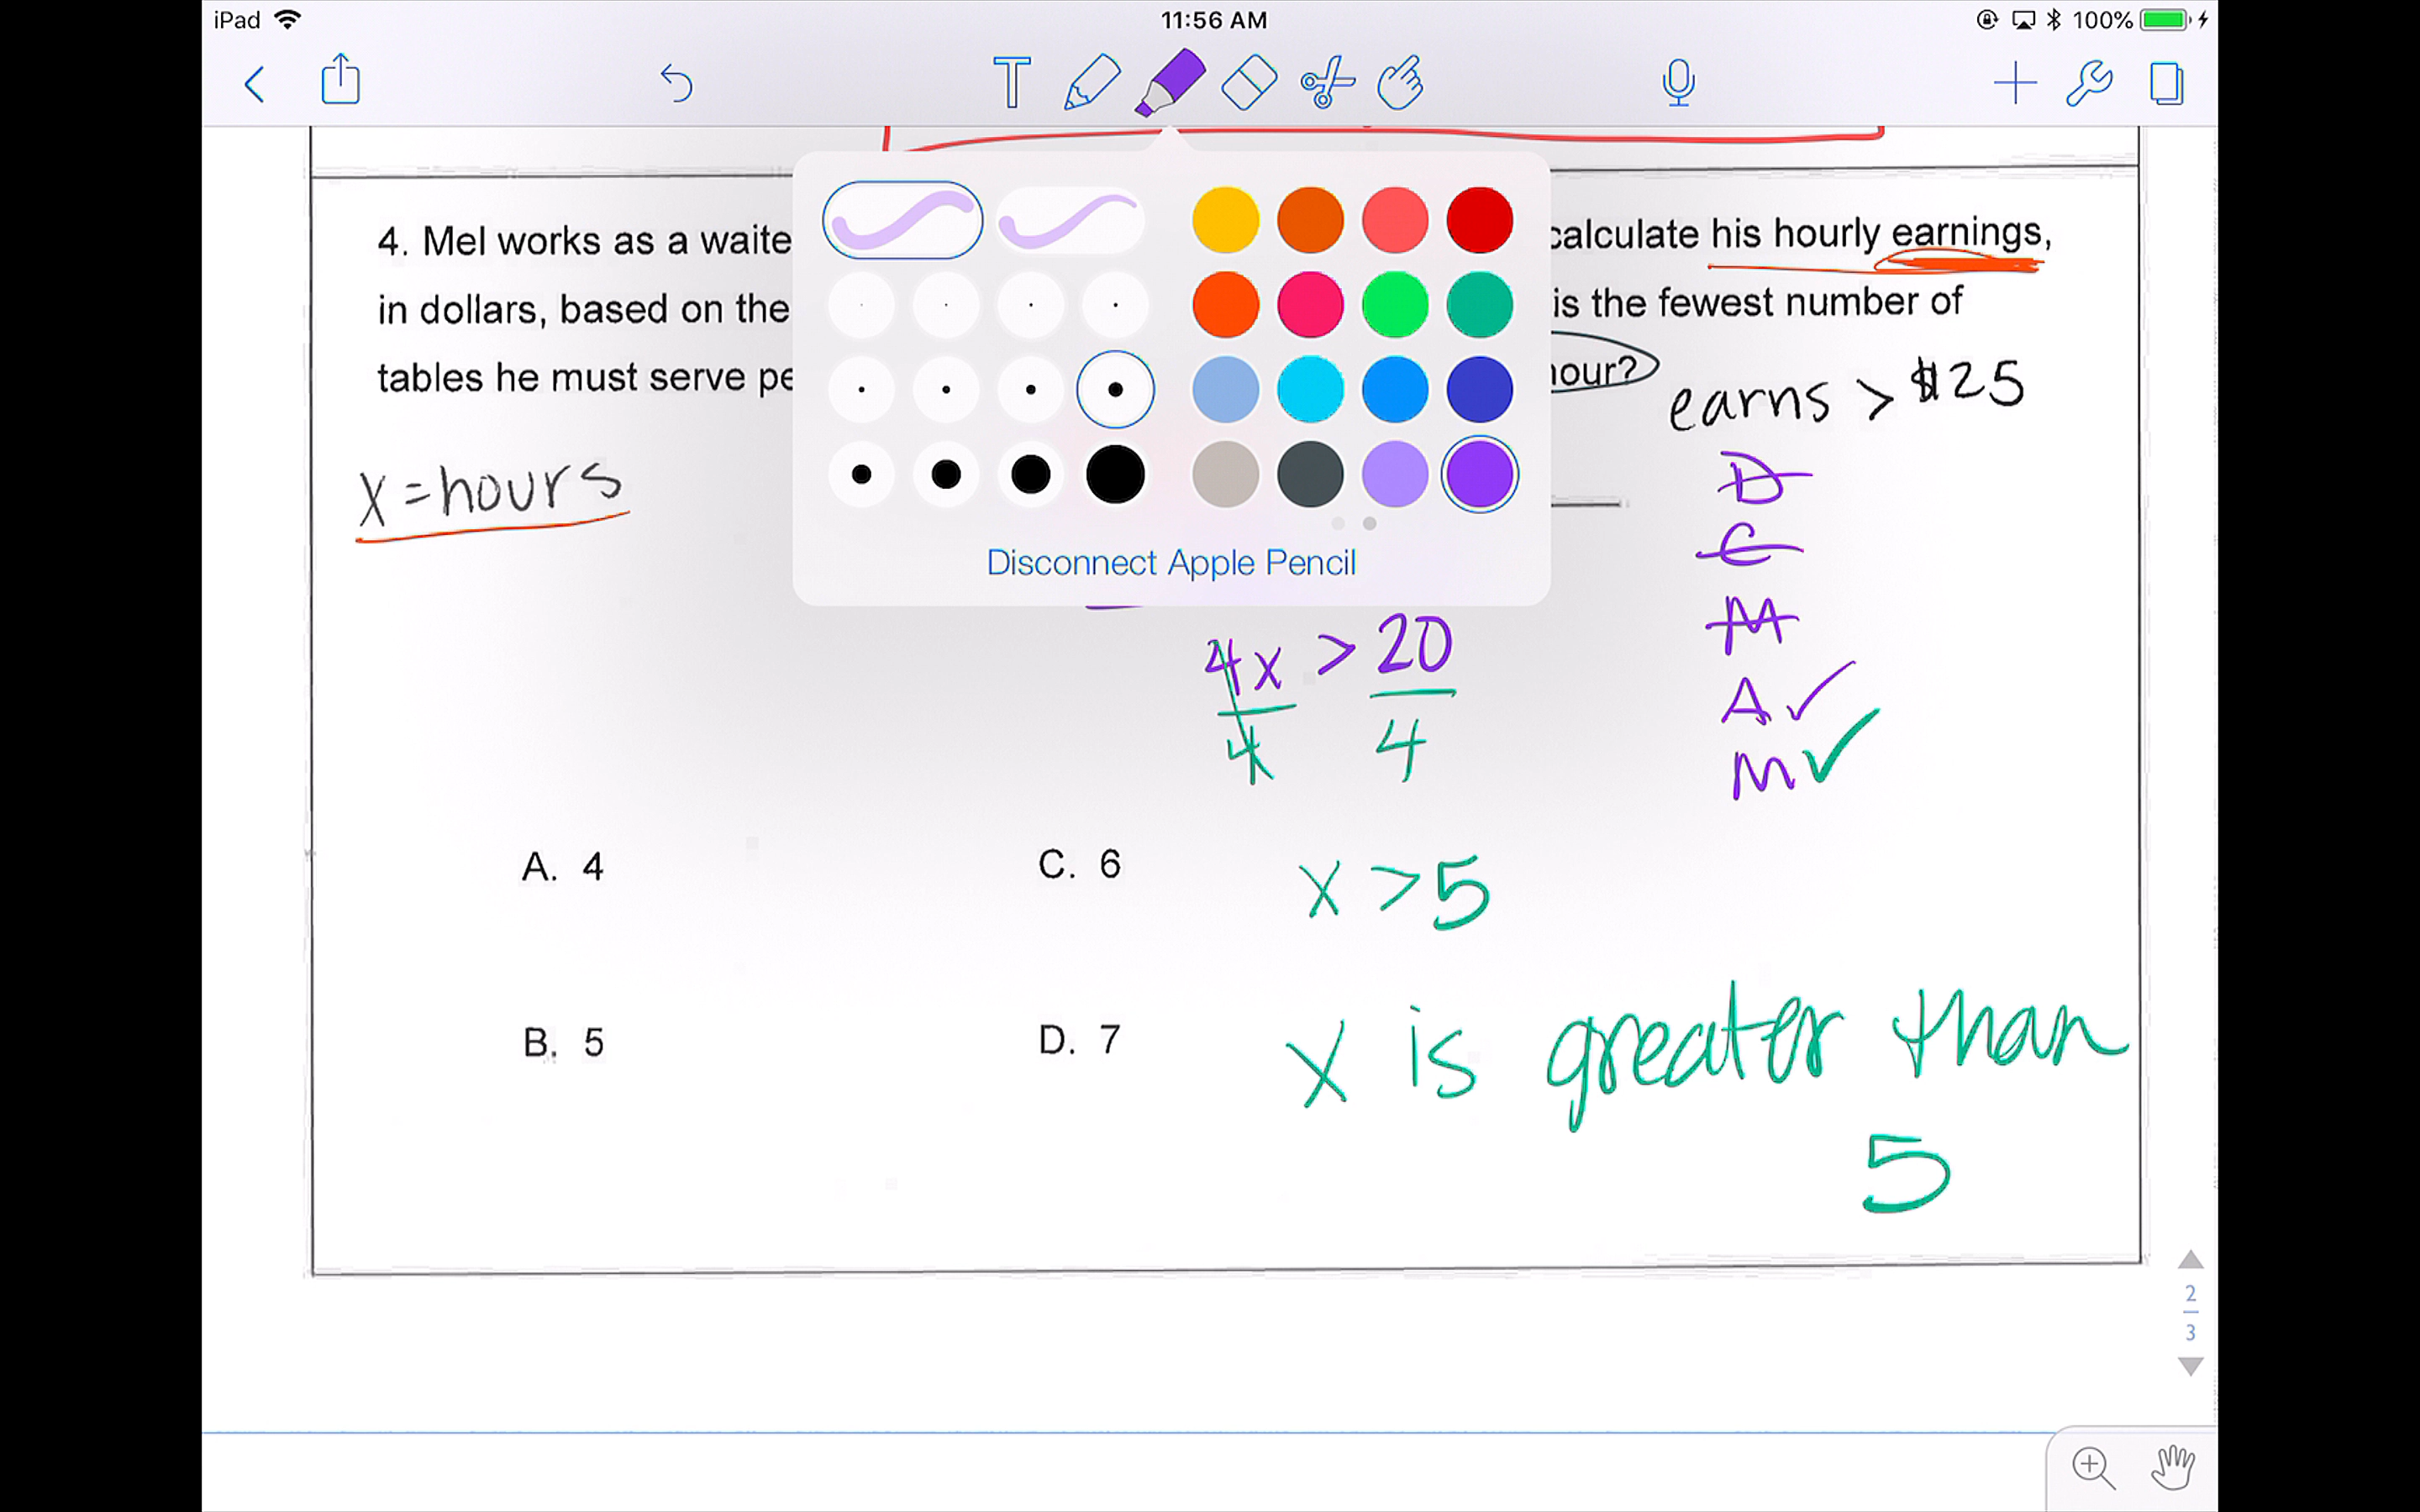 iPad 11:56 AM 100%
T
4. Mel works as a waite calculate his hourly earnings,
in dollars, based on the is the fewest number of
tables he must serve pe our?
earns > $25
x = hours
D
C
M
A ✓
M ✓
Disconnect Apple Pencil
4x > 20
4 4
A. 4 C. 6
x > 5
B. 5 D. 7
x is greater than
5
2
3